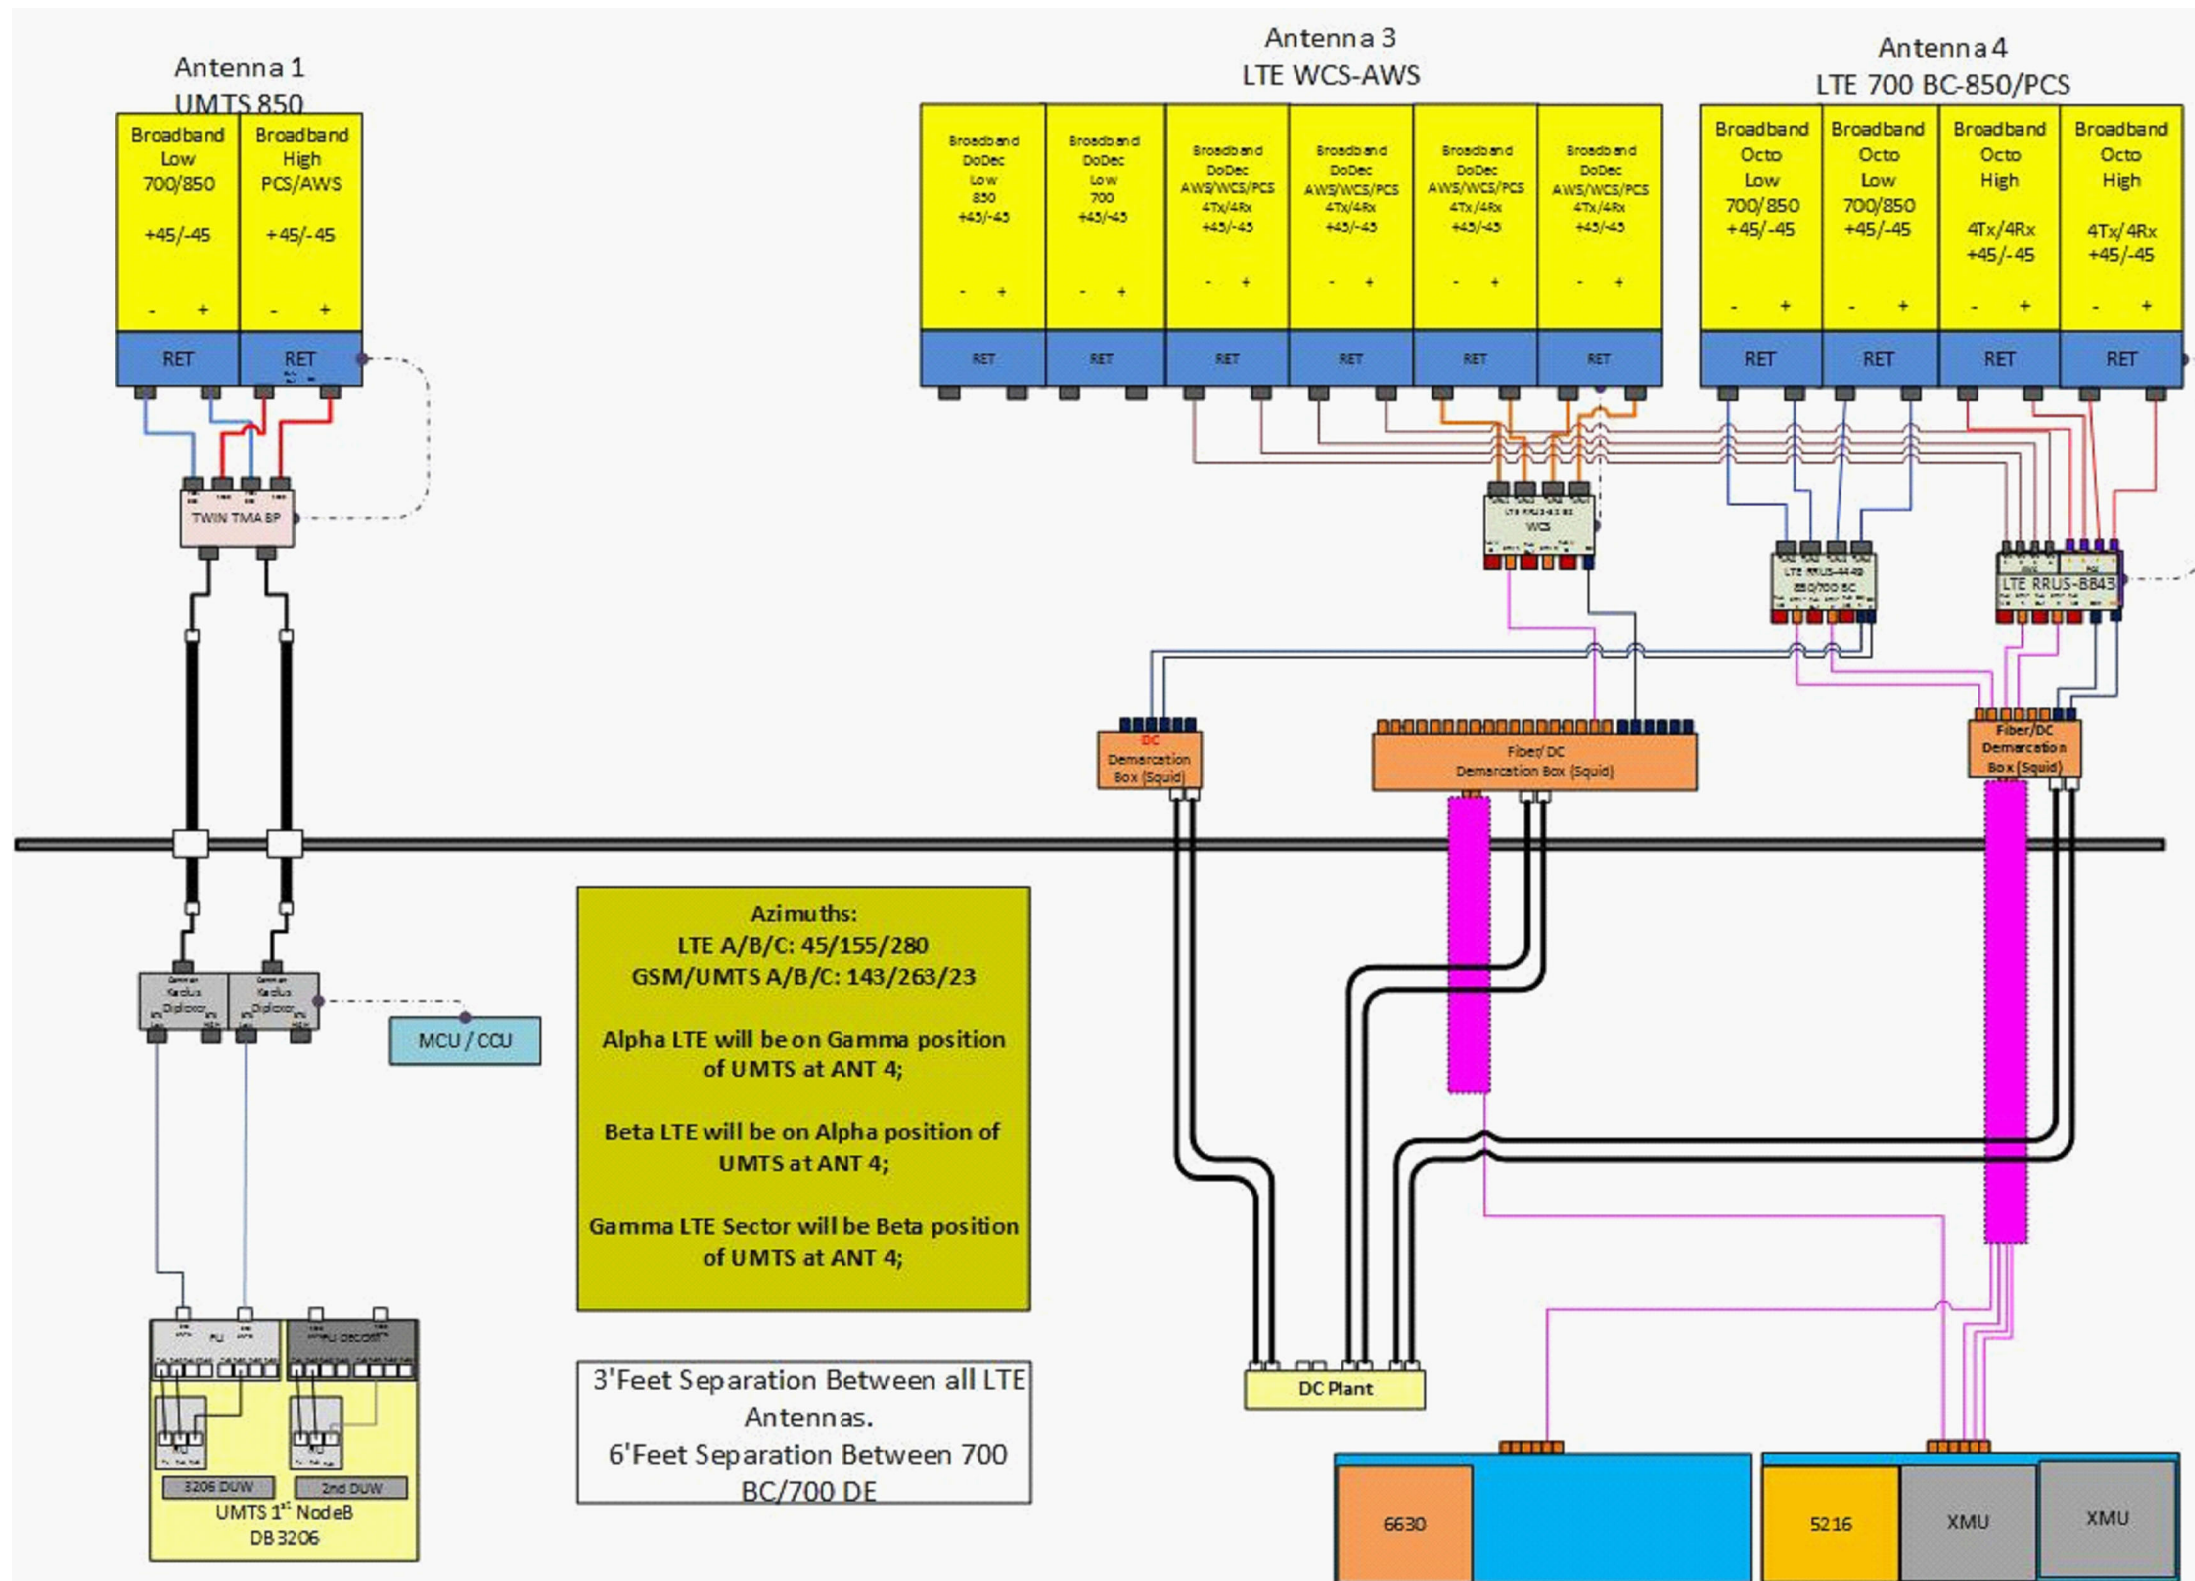 Antenna 1
UMTS 850
Broadband
Low
700/850
+45/-45
- +
RET
Broadband
High
PCS/AWS
+45/-45
- +
RET
TWIN TMA BP
Antenna 3
LTE WCS-AWS
Broadband
DoDec
Low
850
+45/-45
- +
RET
Broadband
DoDec
Low
700
+45/-45
- +
RET
Broadband
DoDec
AWS/WCS/PCS
4Tx/4Rx
+45/-45
- +
RET
Broadband
DoDec
AWS/WCS/PCS
4Tx/4Rx
+45/-45
- +
RET
Broadband
DoDec
AWS/WCS/PCS
4Tx/4Rx
+45/-45
- +
RET
Broadband
DoDec
AWS/WCS/PCS
4Tx/4Rx
+45/-45
- +
RET
Antenna 4
LTE 700 BC-850/PCS
Broadband
Octo
Low
700/850
+45/-45
- +
RET
Broadband
Octo
Low
700/850
+45/-45
- +
RET
Broadband
Octo
High
4Tx/4Rx
+45/-45
- +
RET
Broadband
Octo
High
4Tx/4Rx
+45/-45
- +
RET
WCS
LTE RRUS-4449
850/700 BC
LTE RRUS-8843
DC
Demarcation
Box (Squid)
Fiber/DC
Demarcation Box (Squid)
Fiber/DC
Demarcation
Box (Squid)
Kaelus
Diplexer
Kaelus
Diplexer
MCU / CCU
Azimuths:
LTE A/B/C: 45/155/280
GSM/UMTS A/B/C: 143/263/23
Alpha LTE will be on Gamma position
of UMTS at ANT 4;
Beta LTE will be on Alpha position of
UMTS at ANT 4;
Gamma LTE Sector will be Beta position
of UMTS at ANT 4;
3'Feet Separation Between all LTE
Antennas.
6'Feet Separation Between 700
BC/700 DE
DC Plant
3206 DUW
2nd DUW
UMTS 1st NodeB
DB 3206
6630
5216
XMU
XMU